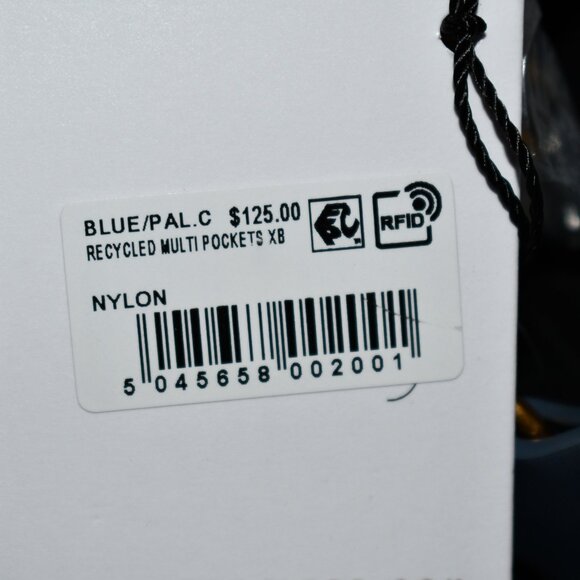 BLUE/PAL.C $125.00
RECYCLED MULTI POCKETS XB
RFID
NYLON
5 045658 002001